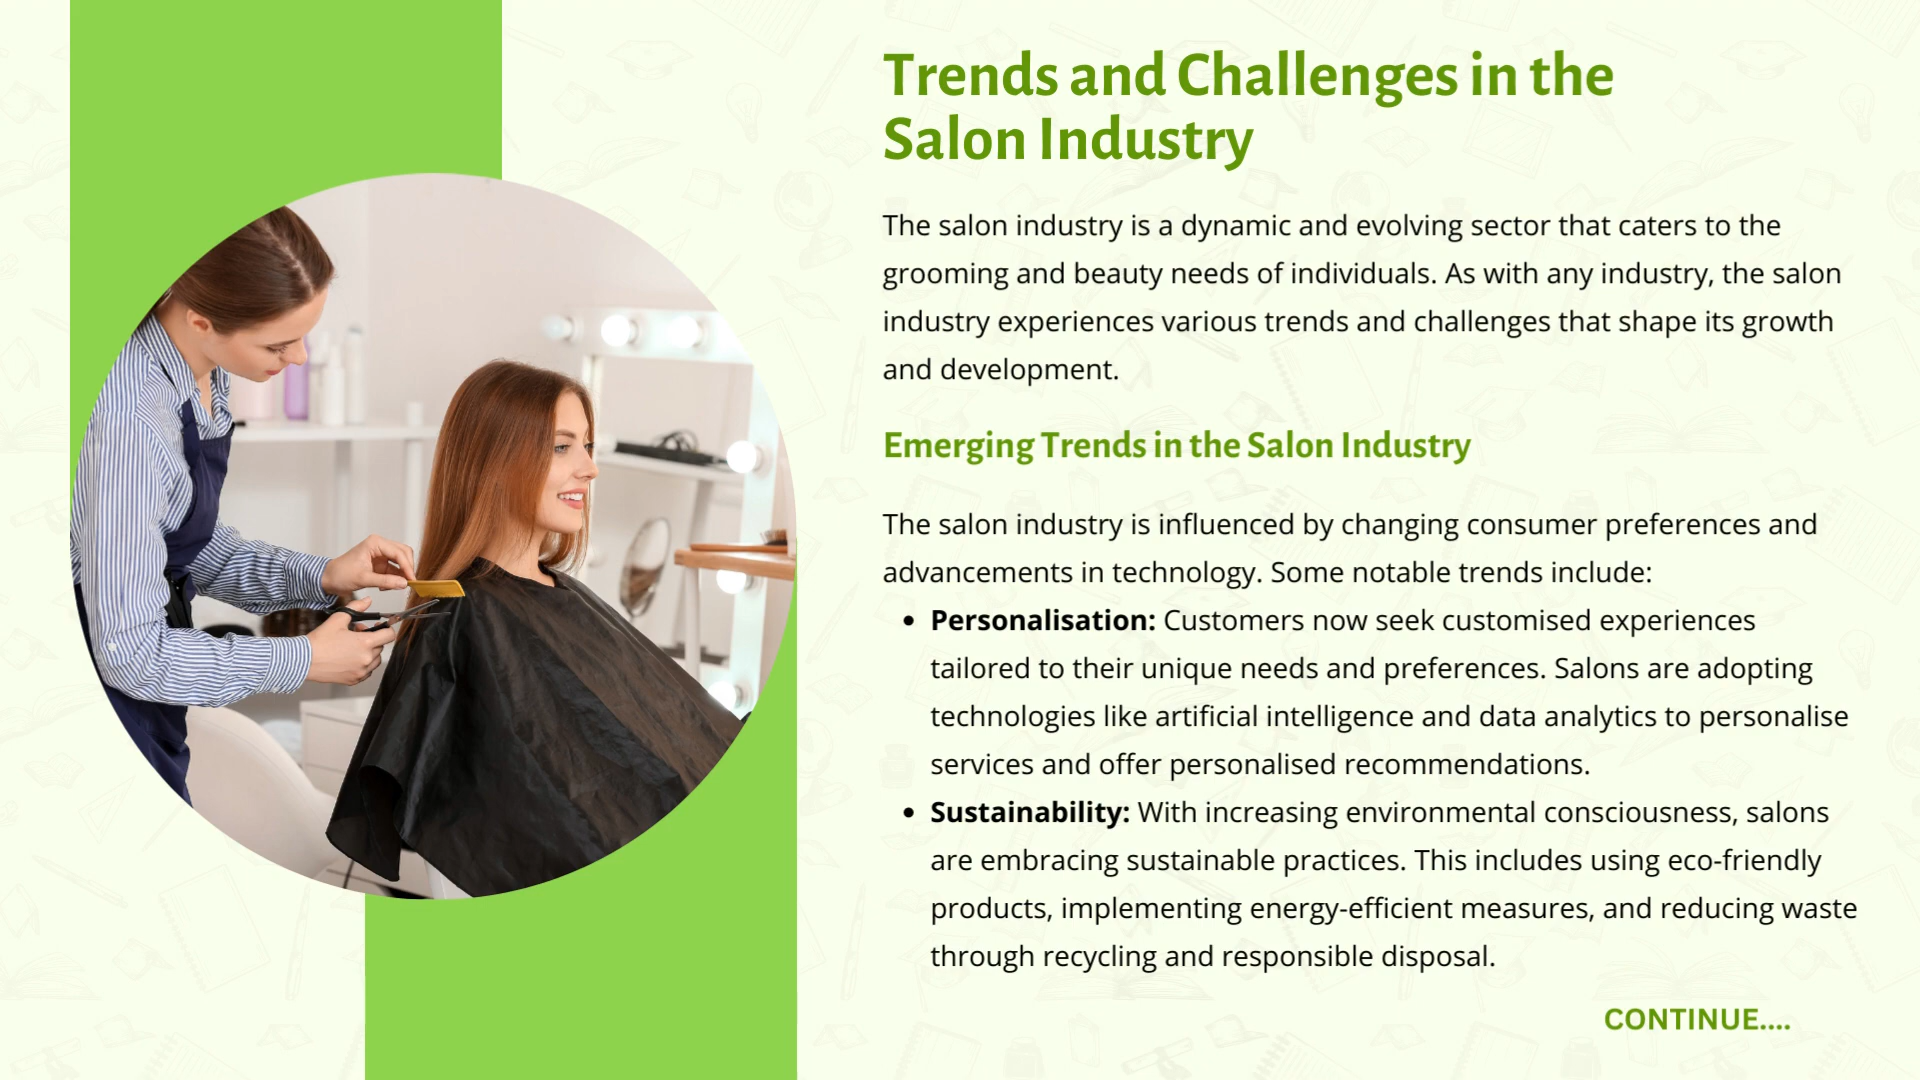 Trends and Challenges in the
Salon Industry
The salon industry is a dynamic and evolving sector that caters to the
grooming and beauty needs of individuals. As with any industry, the salon
industry experiences various trends and challenges that shape its growth
and development.
Emerging Trends in the Salon Industry
The salon industry is influenced by changing consumer preferences and
advancements in technology. Some notable trends include:
• Personalisation: Customers now seek customised experiences
tailored to their unique needs and preferences. Salons are adopting
technologies like artificial intelligence and data analytics to personalise
services and offer personalised recommendations.
• Sustainability: With increasing environmental consciousness, salons
are embracing sustainable practices. This includes using eco-friendly
products, implementing energy-efficient measures, and reducing waste
through recycling and responsible disposal.
CONTINUE....